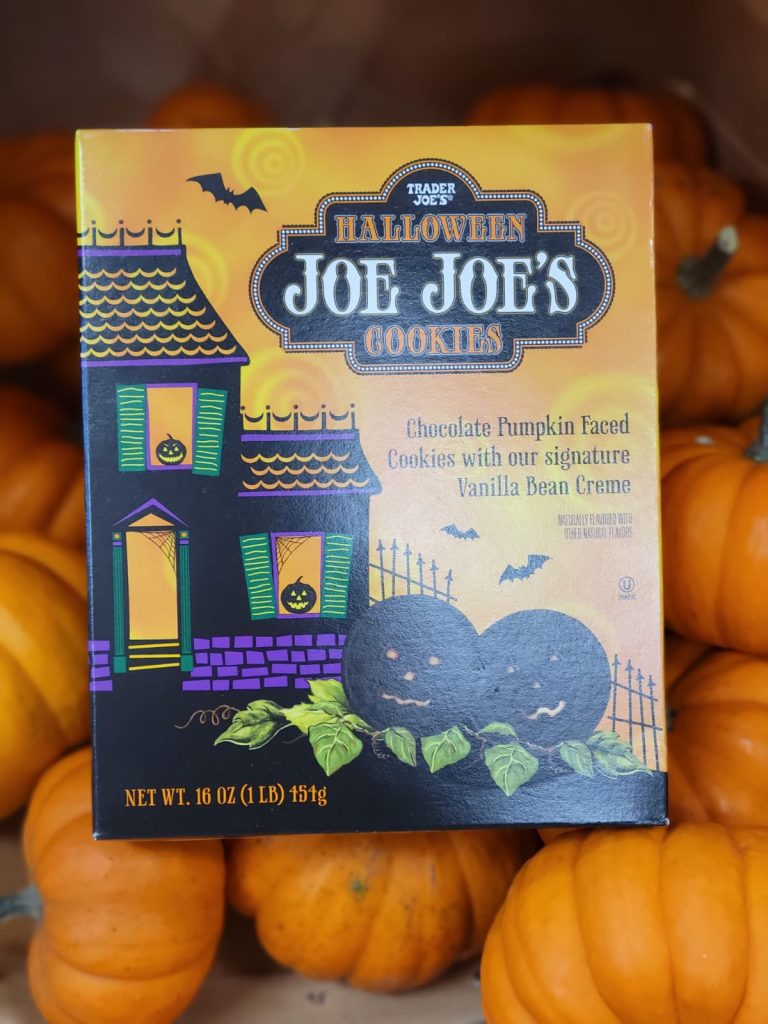 TRADER
JOE'S®
HALLOWEEN
JOE JOE'S
COOKIES
Chocolate Pumpkin Faced
Cookies with our signature
Vanilla Bean Creme
NATURALLY FLAVORED WITH
OTHER NATURAL FLAVORS
U
NET WT. 16 OZ (1 LB) 454g